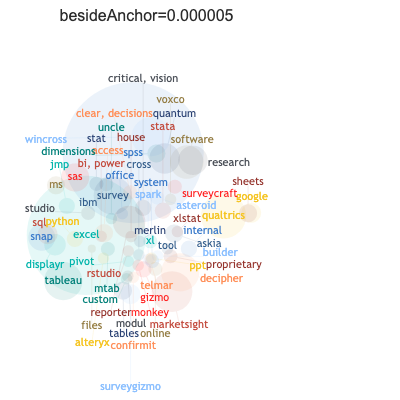 besideAnchor=0.000005
critical, vision
voxco
clear, decisions quantum
uncle stata
wincross stat house software
dimensions access spss
jmp bi, power cross research
sas office
ms system sheets
survey spark surveycraft google
studio ibm asteroid
sql python xlstat qualtrics
snap excel merlin internal
xl askia
tool builder
displayr pivot ppt proprietary
tableau rstudio decipher
mtab telmar
custom gizmo
reporter monkey
files modul marketsight
tables online
alteryx confirmit
surveygizmo